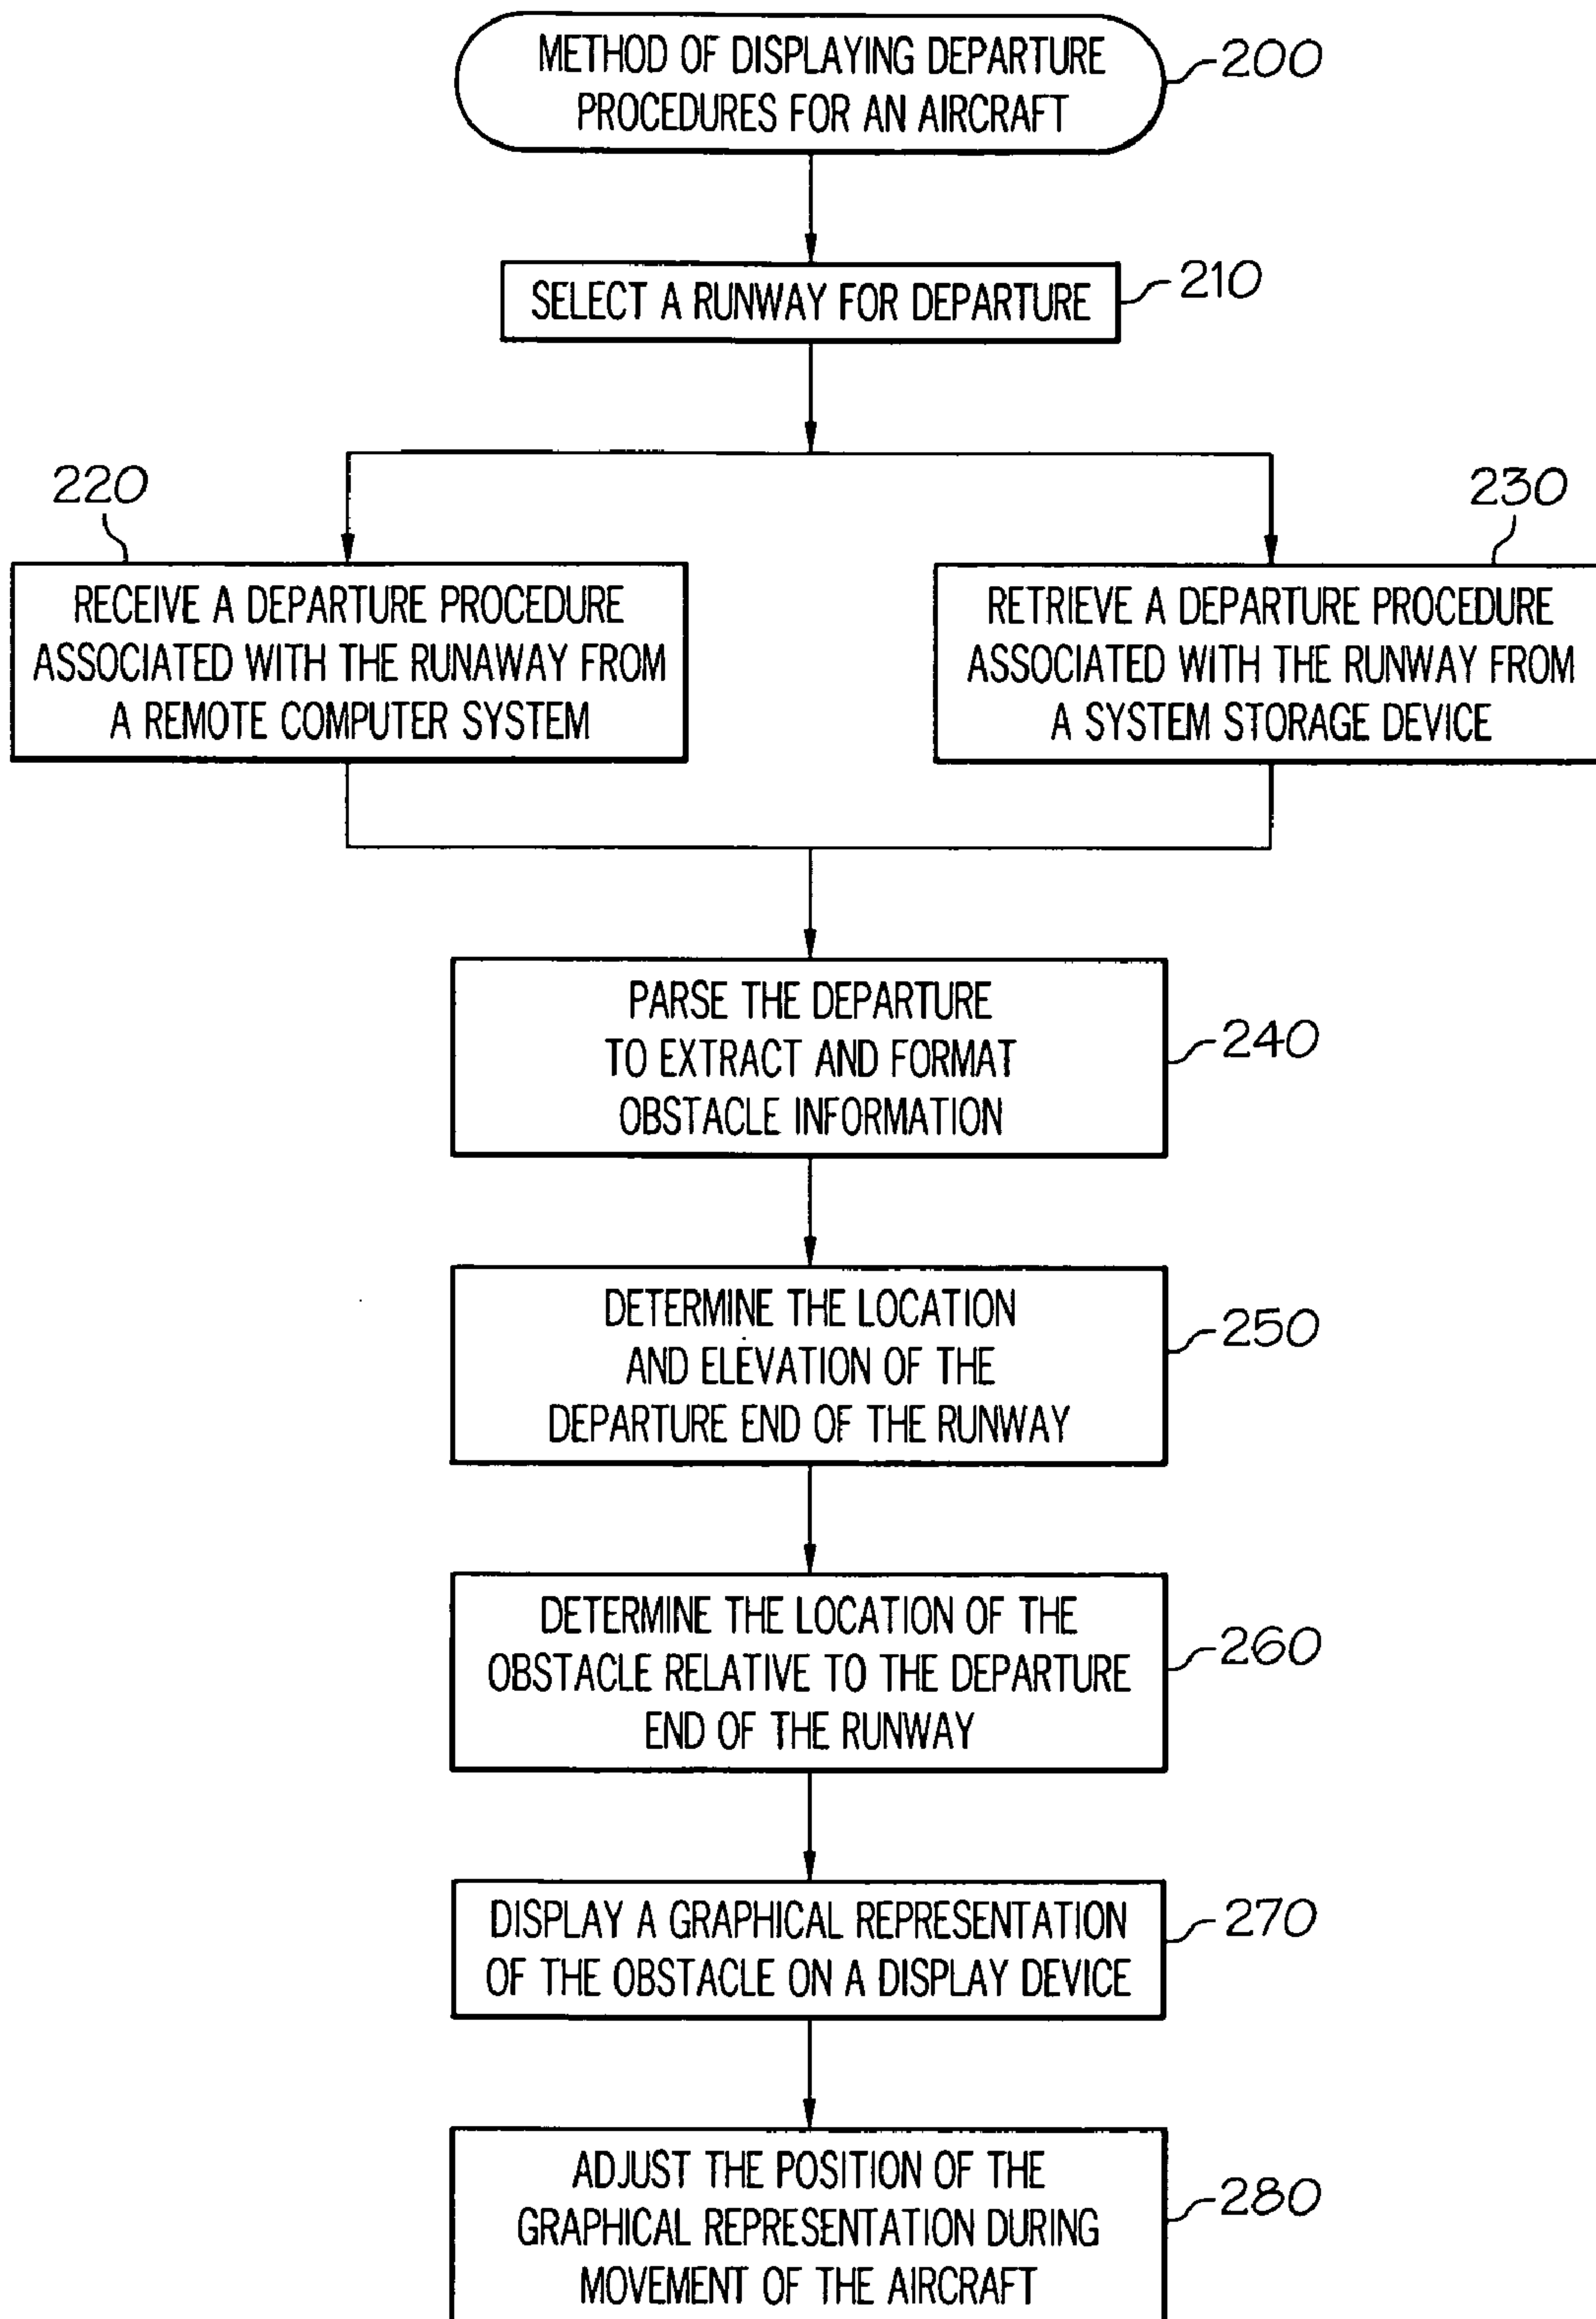 METHOD OF DISPLAYING DEPARTURE
PROCEDURES FOR AN AIRCRAFT
200
SELECT A RUNWAY FOR DEPARTURE
210
220
RECEIVE A DEPARTURE PROCEDURE
ASSOCIATED WITH THE RUNAWAY FROM
A REMOTE COMPUTER SYSTEM
230
RETRIEVE A DEPARTURE PROCEDURE
ASSOCIATED WITH THE RUNWAY FROM
A SYSTEM STORAGE DEVICE
PARSE THE DEPARTURE
TO EXTRACT AND FORMAT
OBSTACLE INFORMATION
240
DETERMINE THE LOCATION
AND ELEVATION OF THE
DEPARTURE END OF THE RUNWAY
250
DETERMINE THE LOCATION OF THE
OBSTACLE RELATIVE TO THE DEPARTURE
END OF THE RUNWAY
260
DISPLAY A GRAPHICAL REPRESENTATION
OF THE OBSTACLE ON A DISPLAY DEVICE
270
ADJUST THE POSITION OF THE
GRAPHICAL REPRESENTATION DURING
MOVEMENT OF THE AIRCRAFT
280